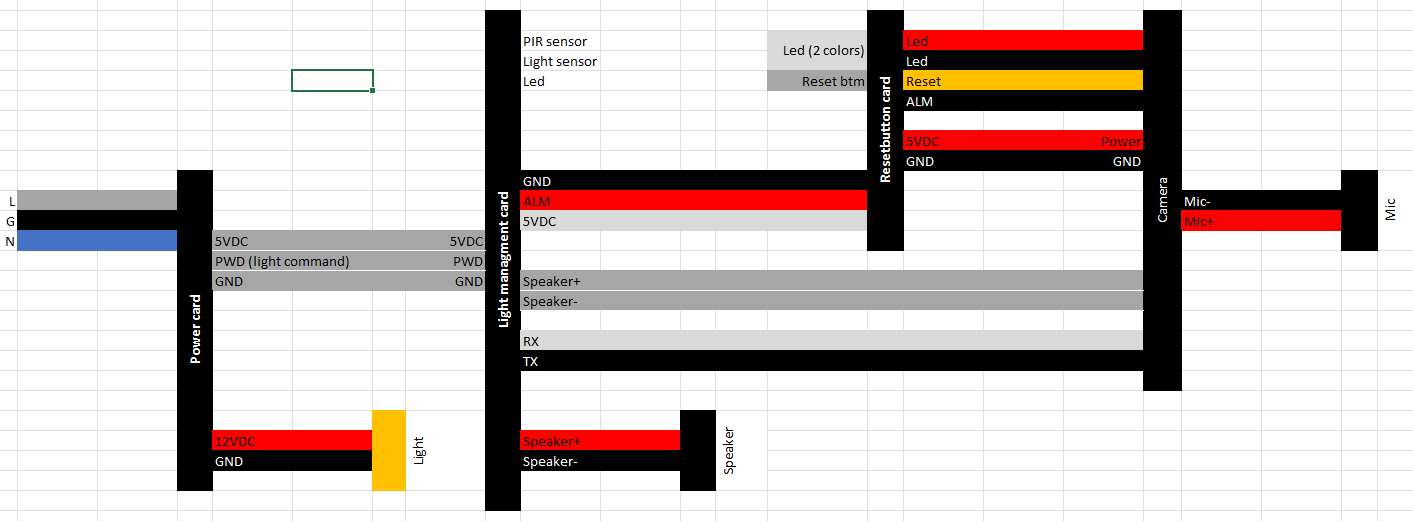 PIR sensor
Light sensor
Led
Led (2 colors)
Reset btm
Resetbutton card
Led
Led
Reset
ALM
5VDC Power
GND GND
Camera
Mic-
Mic+
Mic
GND
ALM
5VDC
Light managment card
L
G
N
Power card
5VDC 5VDC
PWD (light command) PWD
GND GND
Speaker+
Speaker-
RX
TX
12VDC
GND
Light
Speaker+
Speaker-
Speaker